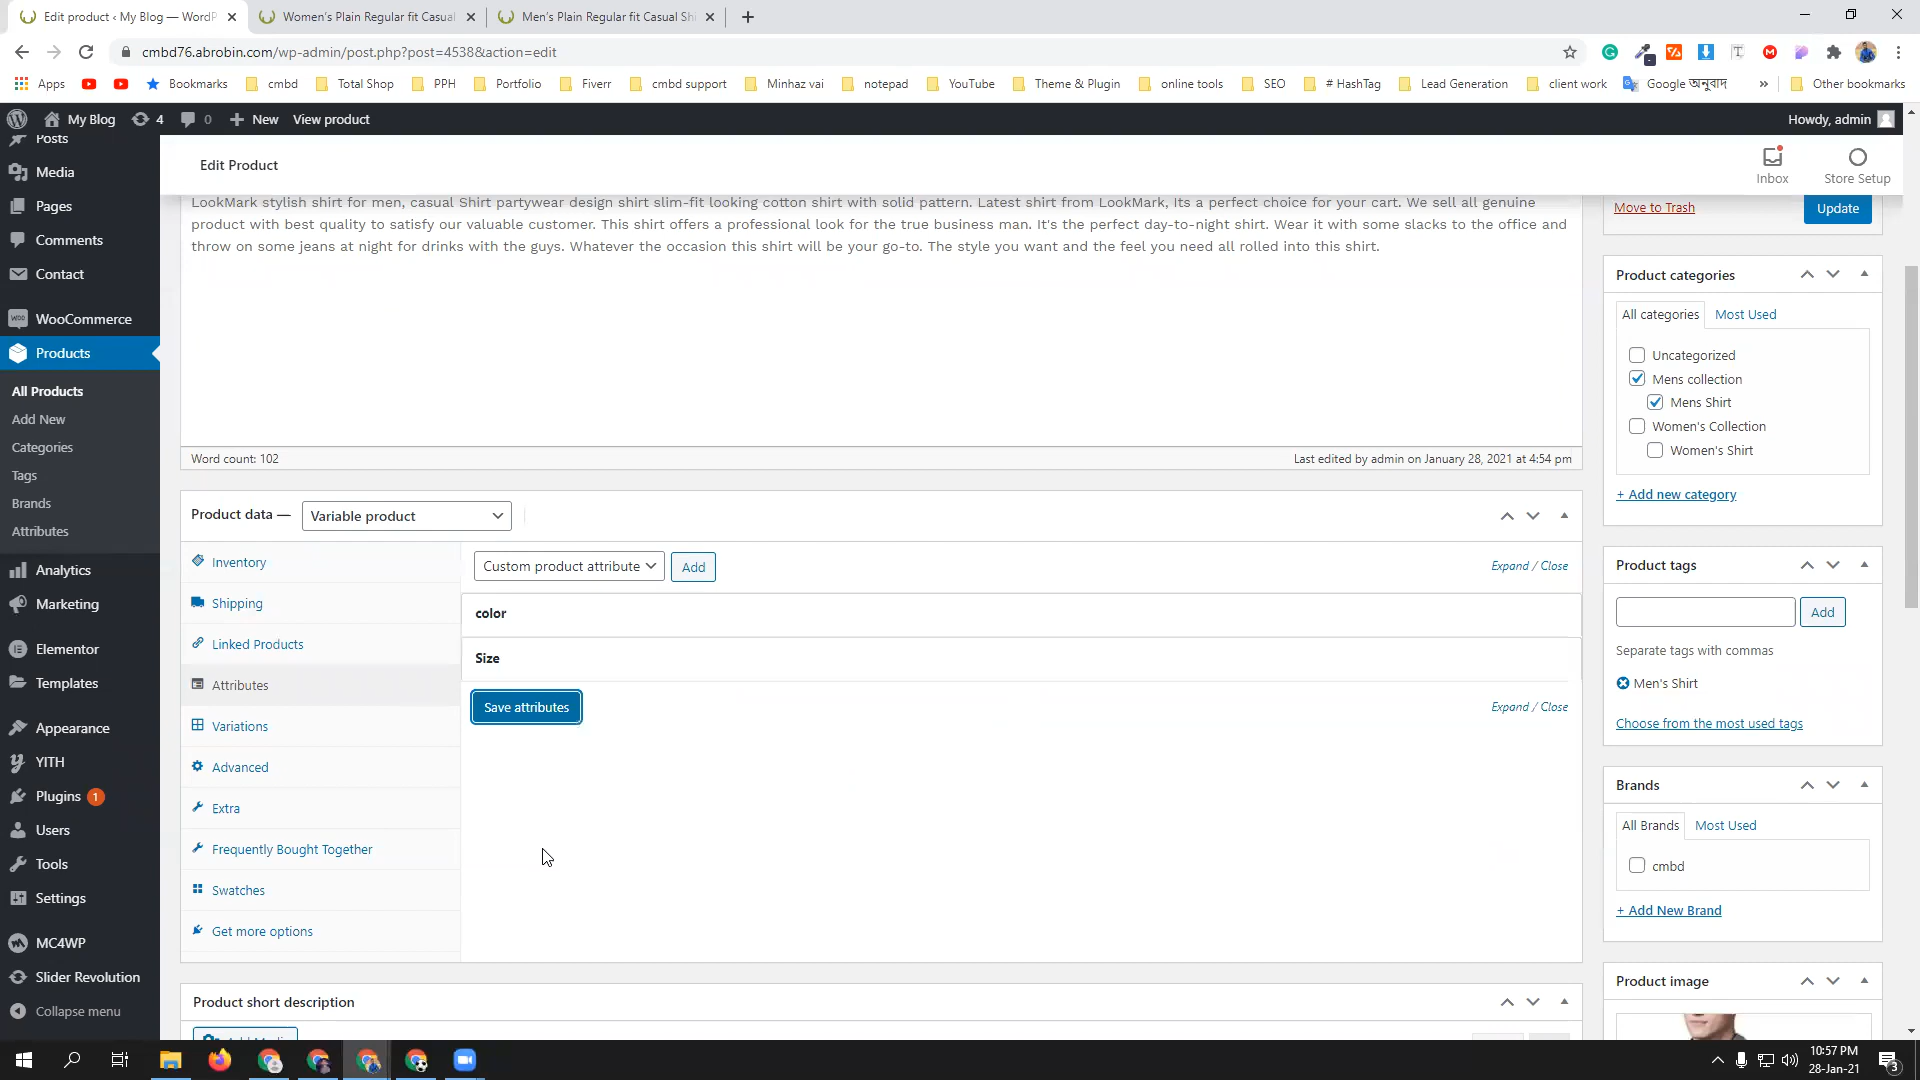 Edit product ‹ My Blog — WordP
Women's Plain Regular fit Casual
Men's Plain Regular fit Casual Shi
cmbd76.abrobin.com/wp-admin/post.php?post=4538&action=edit
Apps
Bookmarks
cmbd
Total Shop
PPH
Portfolio
Fiverr
cmbd support
Minhaz vai
notepad
YouTube
Theme & Plugin
online tools
SEO
# HashTag
Lead Generation
client work
Google অনুবাদ
»
Other bookmarks
My Blog
4
0
New
View product
Howdy, admin
Posts
Media
Pages
Comments
Contact
WooCommerce
Products
All Products
Add New
Categories
Tags
Brands
Attributes
Analytics
Marketing
Elementor
Templates
Appearance
YITH
Plugins 1
Users
Tools
Settings
MC4WP
Slider Revolution
Collapse menu
Edit Product
Inbox
Store Setup
LookMark stylish shirt for men, casual Shirt partywear design shirt slim-fit looking cotton shirt with solid pattern. Latest shirt from LookMark, Its a perfect choice for your cart. We sell all genuine
product with best quality to satisfy our valuable customer. This shirt offers a professional look for the true business man. It's the perfect day-to-night shirt. Wear it with some slacks to the office and
throw on some jeans at night for drinks with the guys. Whatever the occasion this shirt will be your go-to. The style you want and the feel you need all rolled into this shirt.
Word count: 102
Last edited by admin on January 28, 2021 at 4:54 pm
Product data —
Variable product
Inventory
Shipping
Linked Products
Attributes
Variations
Advanced
Extra
Frequently Bought Together
Swatches
Get more options
Custom product attribute
Add
Expand / Close
color
Size
Save attributes
Expand / Close
Product short description
Add Media
Move to Trash
Update
Product categories
All categories
Most Used
Uncategorized
Mens collection
Mens Shirt
Women's Collection
Women's Shirt
+ Add new category
Product tags
Add
Separate tags with commas
Men's Shirt
Choose from the most used tags
Brands
All Brands
Most Used
cmbd
+ Add New Brand
Product image
10:57 PM
28-Jan-21
3